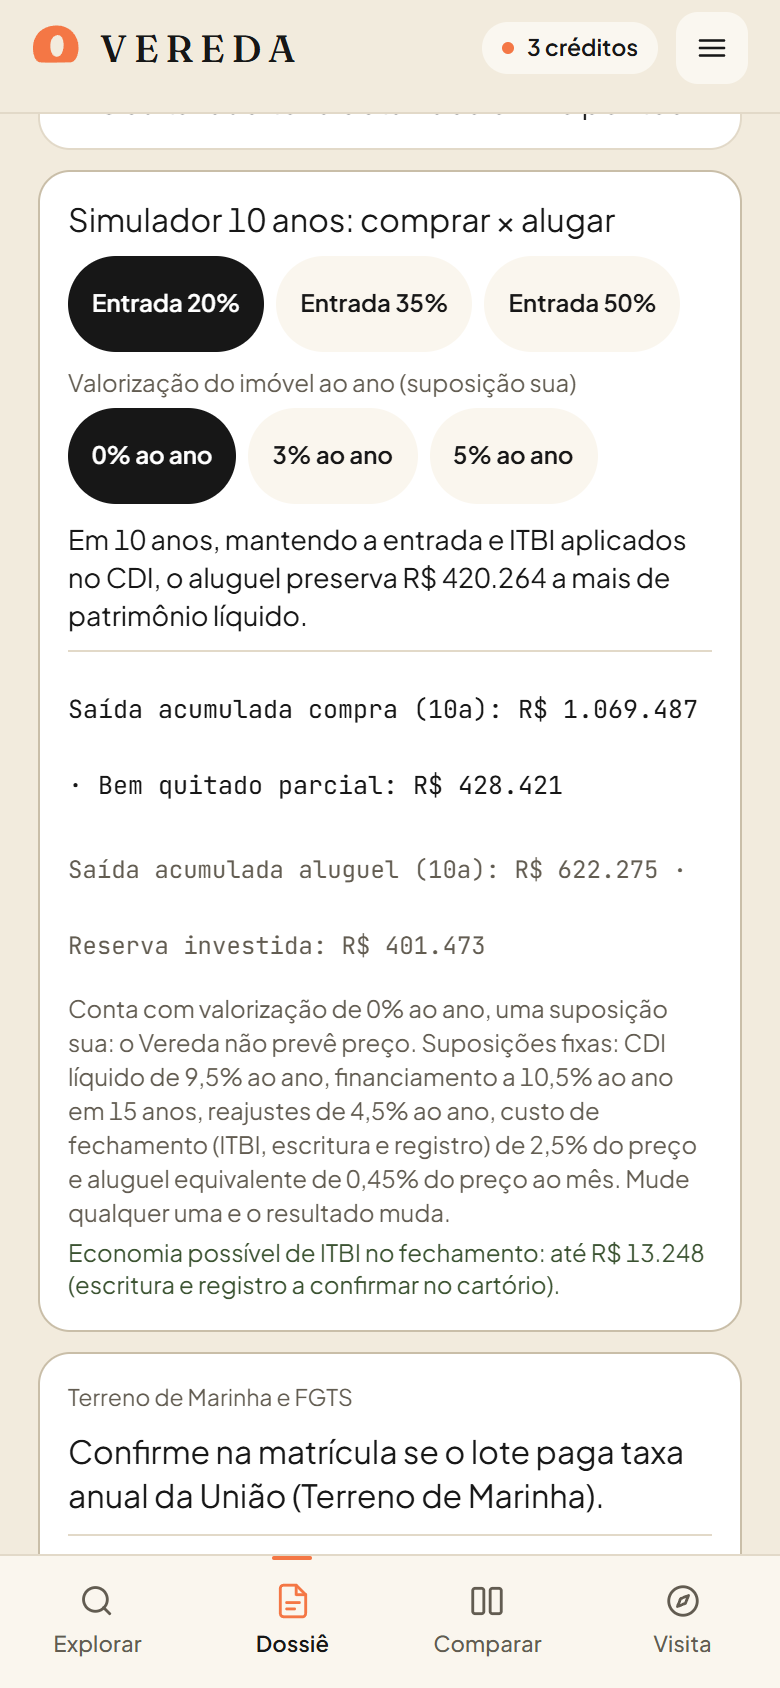 VEREDA
3 créditos
Simulador 10 anos: comprar × alugar
Entrada 20%
Entrada 35%
Entrada 50%
Valorização do imóvel ao ano (suposição sua)
0% ao ano
3% ao ano
5% ao ano
Em 10 anos, mantendo a entrada e ITBI aplicados
no CDI, o aluguel preserva R$ 420.264 a mais de
patrimônio líquido.
Saída acumulada compra (10a): R$ 1.069.487
· Bem quitado parcial: R$ 428.421
Saída acumulada aluguel (10a): R$ 622.275 ·
Reserva investida: R$ 401.473
Conta com valorização de 0% ao ano, uma suposição
sua: o Vereda não prevê preço. Suposições fixas: CDI
líquido de 9,5% ao ano, financiamento a 10,5% ao ano
em 15 anos, reajustes de 4,5% ao ano, custo de
fechamento (ITBI, escritura e registro) de 2,5% do preço
e aluguel equivalente de 0,45% do preço ao mês. Mude
qualquer uma e o resultado muda.
Economia possível de ITBI no fechamento: até R$ 13.248
(escritura e registro a confirmar no cartório).
Terreno de Marinha e FGTS
Confirme na matrícula se o lote paga taxa
anual da União (Terreno de Marinha).
Explorar
Dossiê
Comparar
Visita